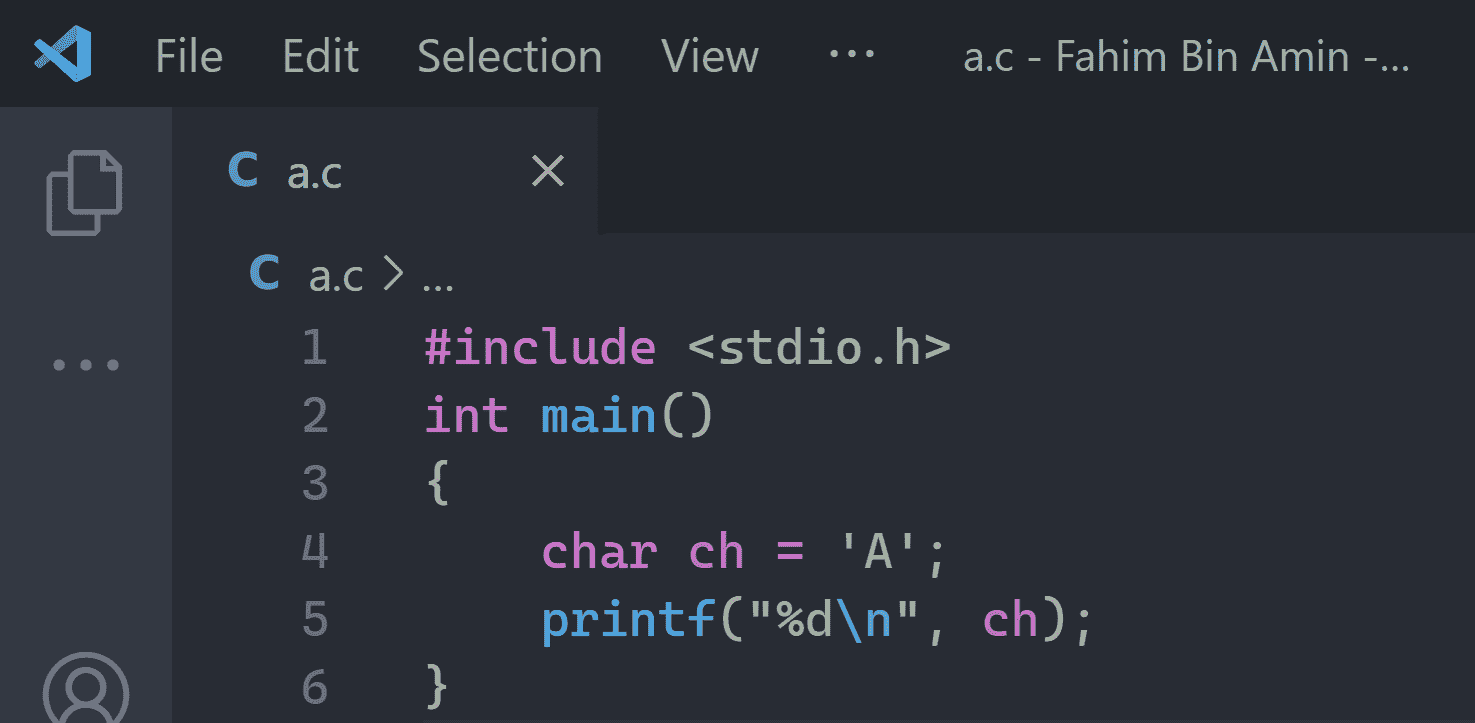 File Edit Selection View ··· a.c - Fahim Bin Amin -...
C a.c
C a.c > ...
1 #include <stdio.h>
2 int main()
3 {
4     char ch = 'A';
5     printf("%d\n", ch);
6 }